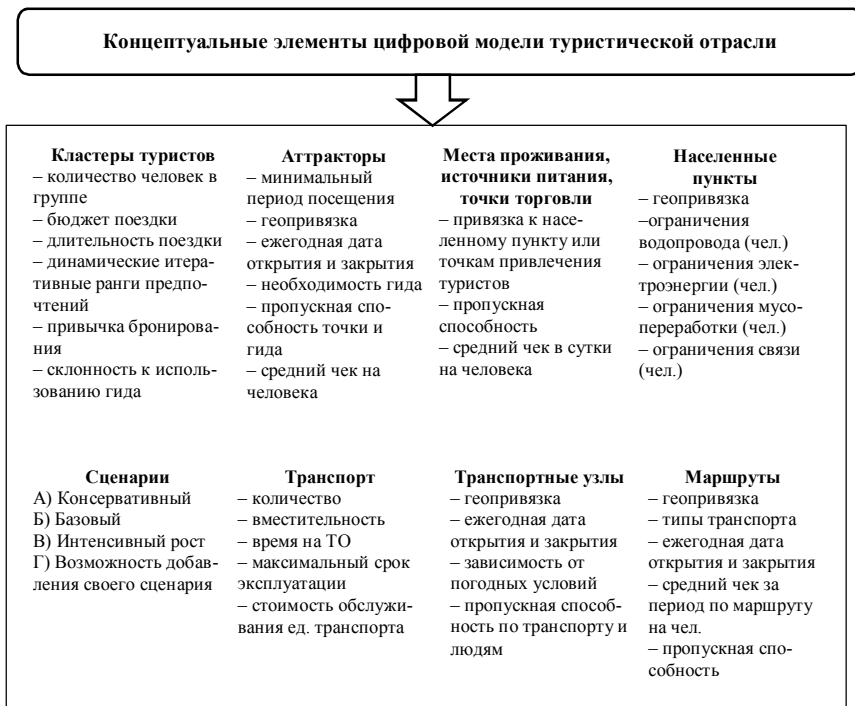 Концептуальные элементы цифровой модели туристической отрасли
Кластеры туристов
– количество человек в
группе
– бюджет поездки
– длительность поездки
– динамические итера-
тивные ранги предпо-
чтений
– привычка бронирова-
ния
– склонность к исполь-
зованию гида
Аттракторы
– минимальный
период посещения
– геопривязка
– ежегодная дата
открытия и закрытия
– необходимость гида
– пропускная спо-
собность точки и
гида
– средний чек на
человека
Места проживания,
источники питания,
точки торговли
– привязка к насе-
ленному пункту или
точкам привлечения
туристов
– пропускная
способность
– средний чек в сутки
на человека
Населенные
пункты
– геопривязка
–ограничения
водопровода (чел.)
– ограничения элек-
троэнергии (чел.)
– ограничения мусо-
переработки (чел.)
– ограничения связи
(чел.)
Сценарии
А) Консервативный
Б) Базовый
В) Интенсивный рост
Г) Возможность добав-
ления своего сценария
Транспорт
– количество
– вместительность
– время на ТО
– максимальный срок
эксплуатации
– стоимость обслужи-
вания ед. транспорта
Транспортные узлы
– геопривязка
– ежегодная дата
открытия и закрытия
– зависимость от
погодных условий
– пропускная способ-
ность по транспорту и
людям
Маршруты
– геопривязка
– типы транспорта
– ежегодная дата
открытия и закрытия
– средний чек за
период по маршруту
на чел.
– пропускная спо-
собность